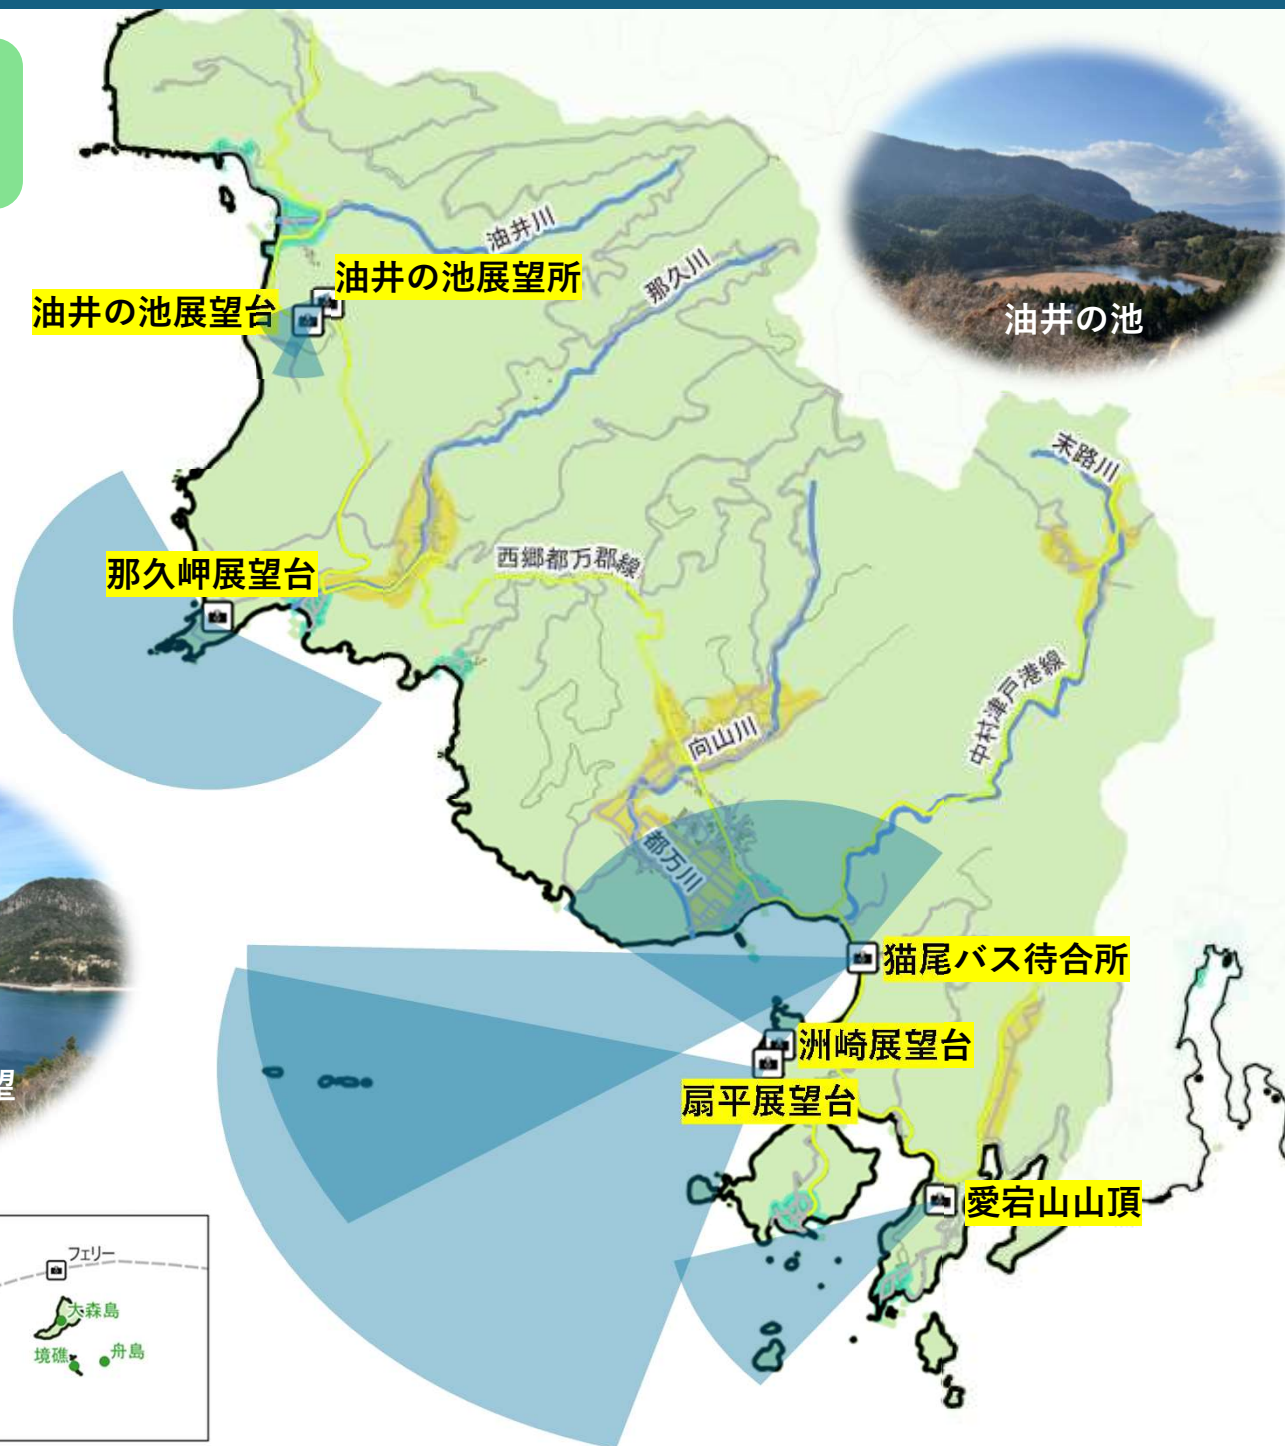 油井川
那久川
油井の池展望所
油井の池展望台
油井の池
末路川
那久岬展望台
西郷都万郡線
中村津戸港線
向山川
都万川
猫尾バス待合所
洲崎展望台
扇平展望台
望
愛宕山山頂
フェリー
大森島
境礁
舟島